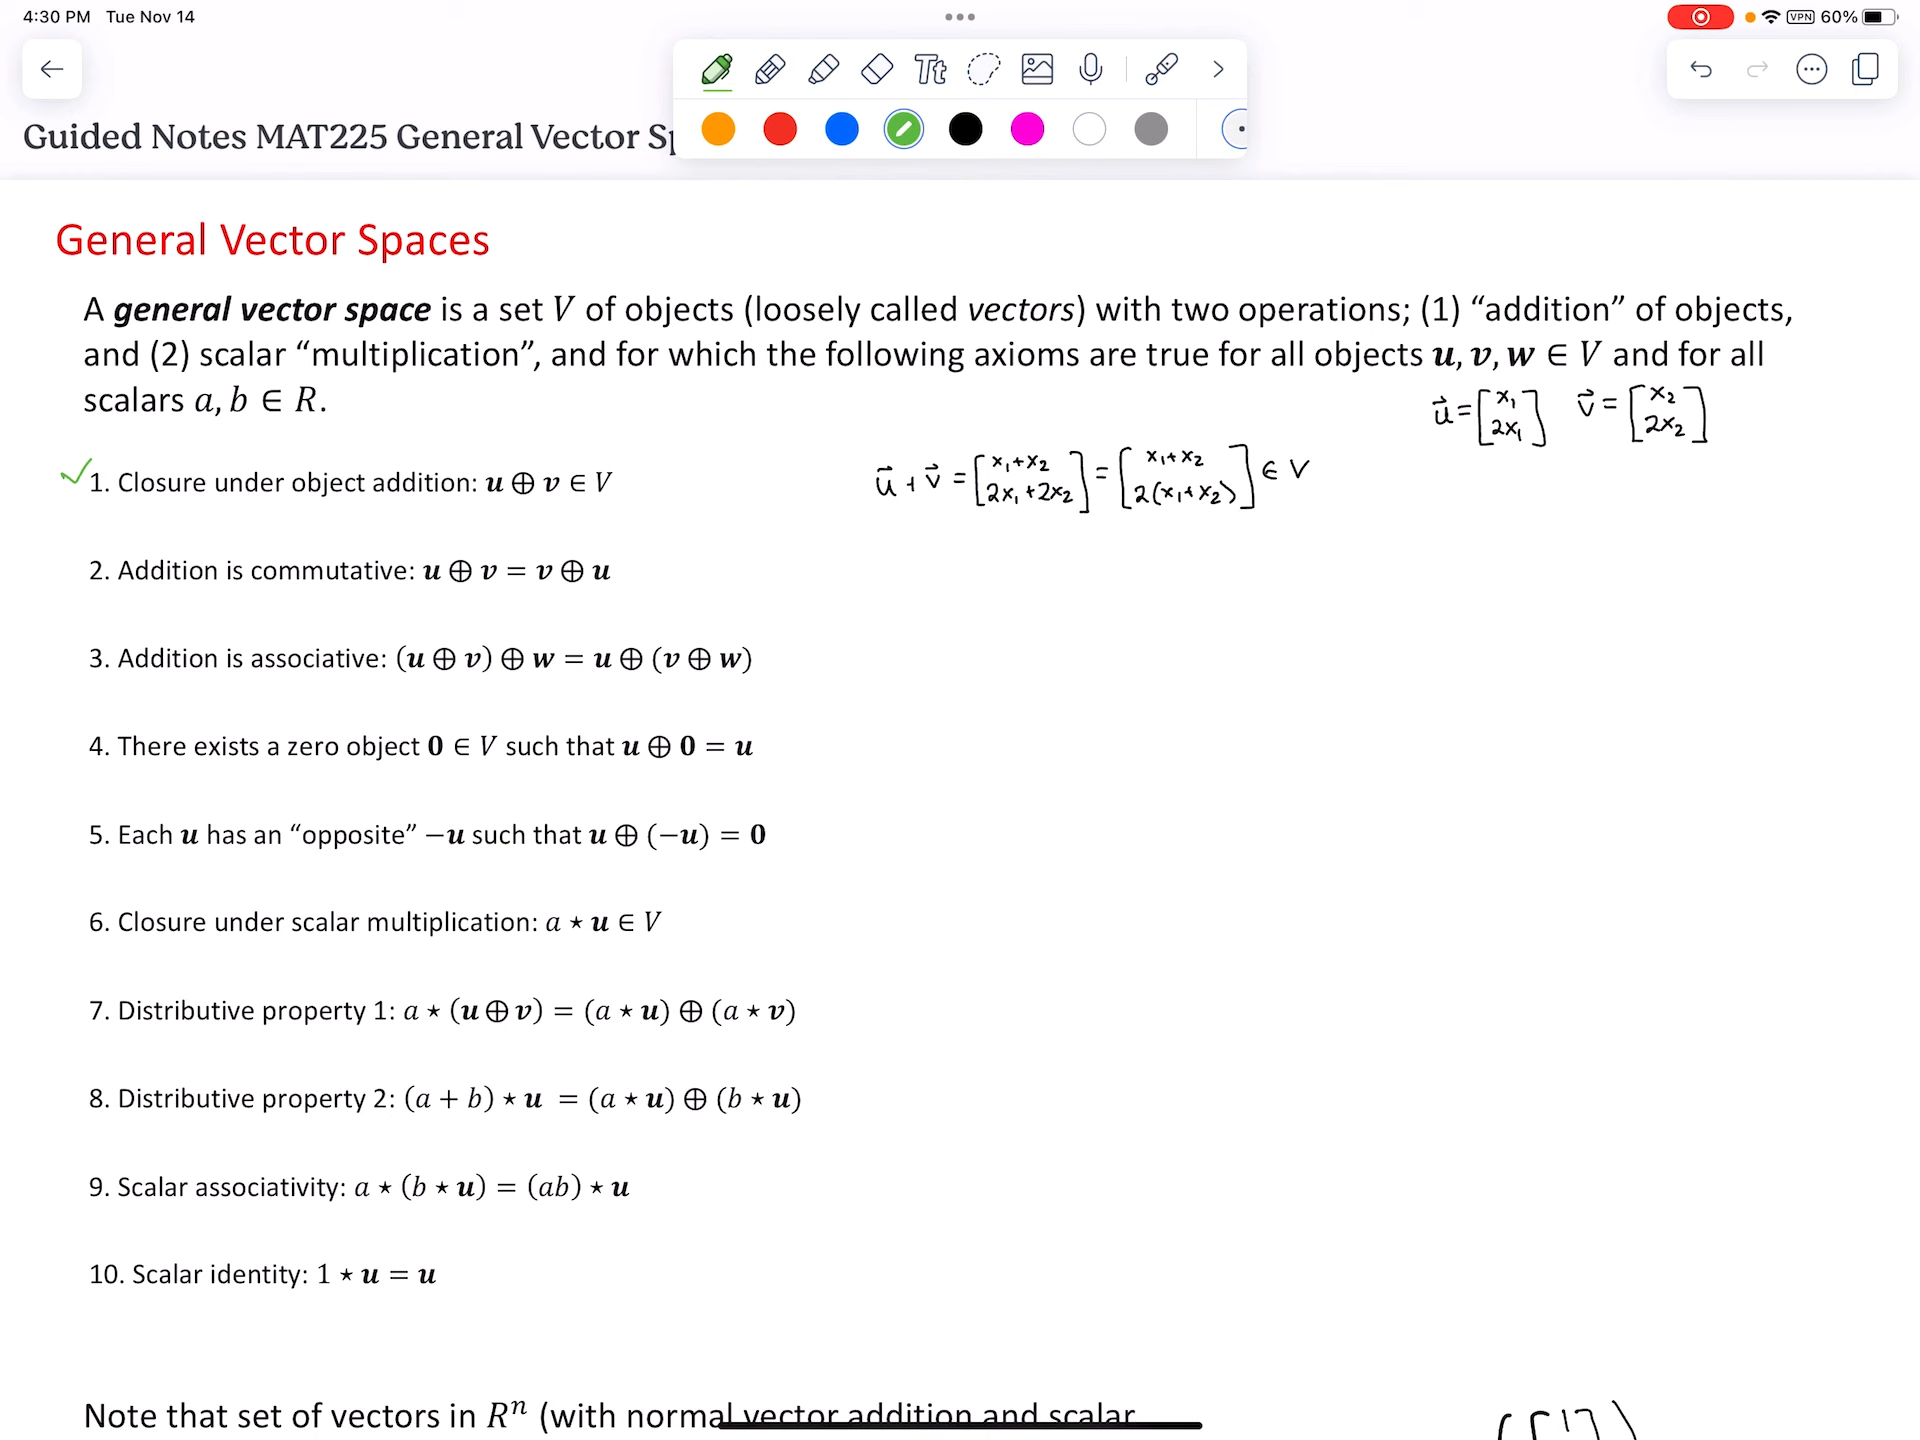 4:30 PM Tue Nov 14
VPN 60%
Tt
Guided Notes MAT225 General Vector
General Vector Spaces
A general vector space is a set V of objects (loosely called vectors) with two operations; (1) “addition” of objects,
and (2) scalar “multiplication”, and for which the following axioms are true for all objects u, v, w ∈ V and for all
scalars a, b ∈ R.
u⃗ = [x₁ 2x₁] v⃗ = [x₂ 2x₂]
1. Closure under object addition: u ⊕ v ∈ V
u⃗ + v⃗ = [x₁+x₂ 2x₁+2x₂] = [x₁+x₂ 2(x₁+x₂)] ∈ V
2. Addition is commutative: u ⊕ v = v ⊕ u
3. Addition is associative: (u ⊕ v) ⊕ w = u ⊕ (v ⊕ w)
4. There exists a zero object 0 ∈ V such that u ⊕ 0 = u
5. Each u has an “opposite” −u such that u ⊕ (−u) = 0
6. Closure under scalar multiplication: a ⋆ u ∈ V
7. Distributive property 1: a ⋆ (u ⊕ v) = (a ⋆ u) ⊕ (a ⋆ v)
8. Distributive property 2: (a + b) ⋆ u = (a ⋆ u) ⊕ (b ⋆ u)
9. Scalar associativity: a ⋆ (b ⋆ u) = (ab) ⋆ u
10. Scalar identity: 1 ⋆ u = u
Note that set of vectors in Rⁿ (with normal vector addition and scalar